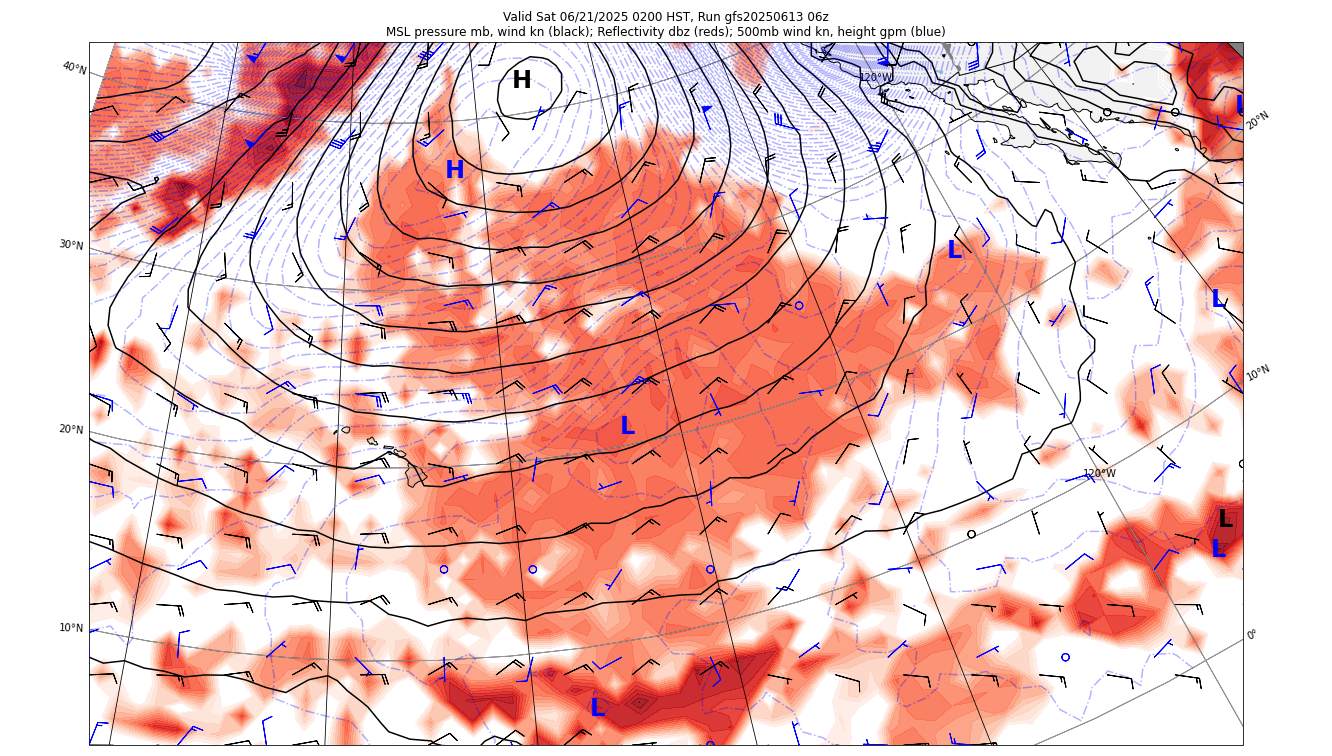 Valid Sat 06/21/2025 0200 HST, Run gfs20250613 06z
MSL pressure mb, wind kn (black); Reflectivity dbz (reds); 500mb wind kn, height gpm (blue)
40°N
H
120°W
L
20°N
H
30°N
L
L
10°N
20°N
L
120°W
L
L
10°N
0°
L